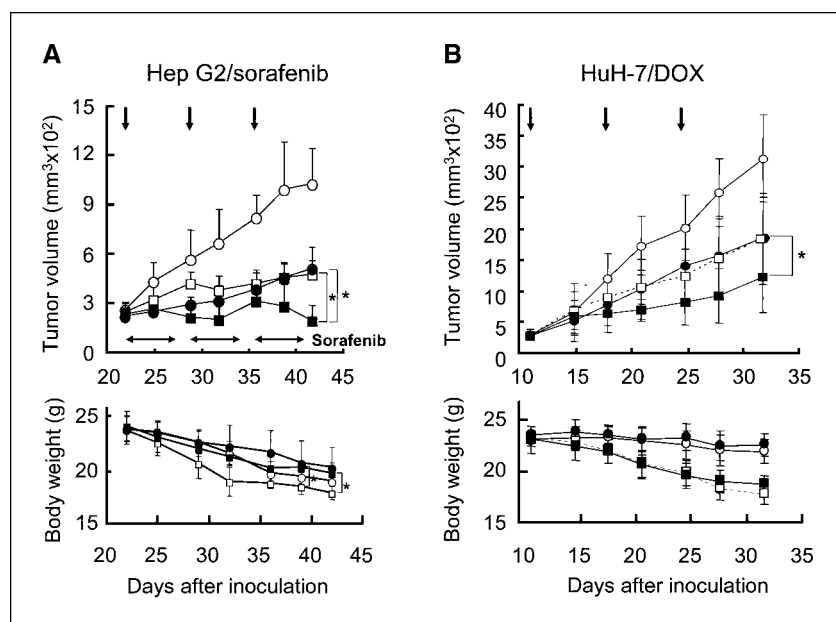 A
Hep G2/sorafenib
Tumor volume (mm³x10²)
15
12
9
6
3
0
* *
Sorafenib
20 25 30 35 40 45
Body weight (g)
25
20
15
*
*
20 25 30 35 40 45
Days after inoculation
B
HuH-7/DOX
Tumor volume (mm³x10²)
40
35
30
25
20
15
10
5
0
*
10 15 20 25 30 35
Body weight (g)
25
20
15
10 15 20 25 30 35
Days after inoculation